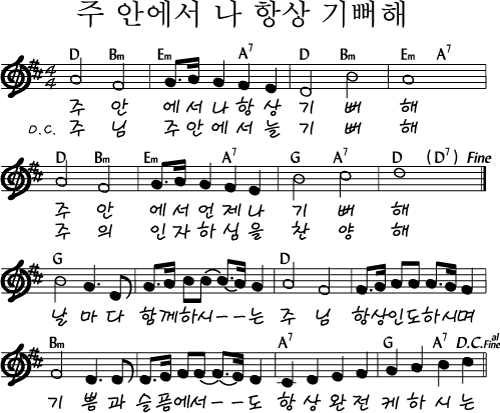 주 안에서 나 항상 기뻐해
D Bm Em A7 D Bm Em A7
4 4
주 안 에서나항상 기 뻐 해
D.C. 주 님 주안에서늘 기 뻐 해
D Bm Em A7 G A7 D (D7) Fine
주 안 에서언제나 기 뻐 해
주 의 인자하심을 찬 양 해
G D
날 마다 함께하시--는 주 님 항상인도하시며
Bm A7 G A7 D.C. al Fine
기 쁨과 슬픔에서--도 항상완전 케하시는